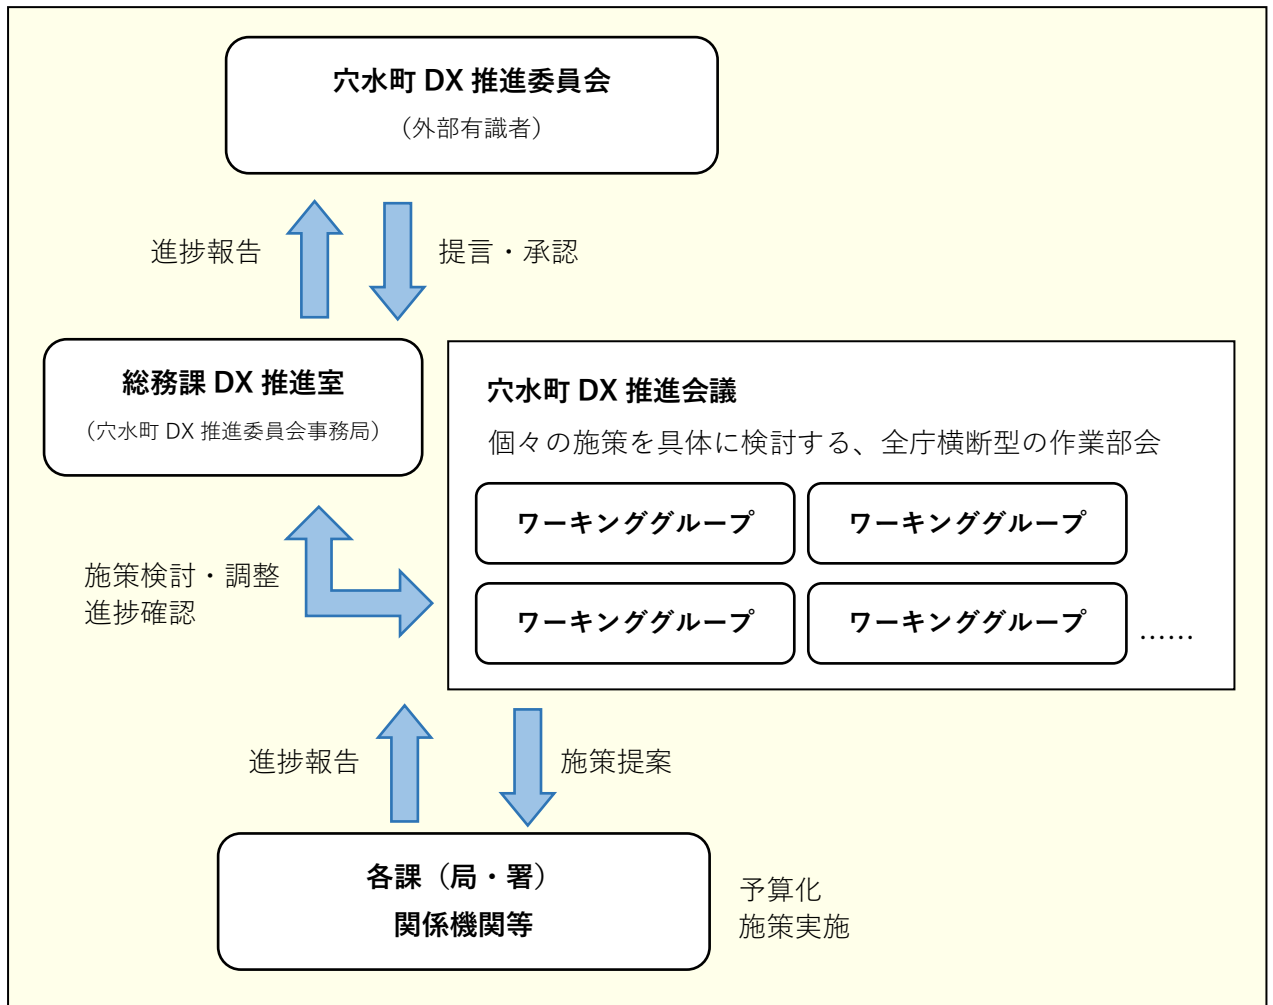 穴水町 DX 推進委員会
（外部有識者）
進捗報告
提言・承認
総務課 DX 推進室
（穴水町 DX 推進委員会事務局）
穴水町 DX 推進会議
個々の施策を具体に検討する、全庁横断型の作業部会
ワーキンググループ
ワーキンググループ
ワーキンググループ
ワーキンググループ
……
施策検討・調整
進捗確認
進捗報告
施策提案
各課（局・署）
関係機関等
予算化
施策実施